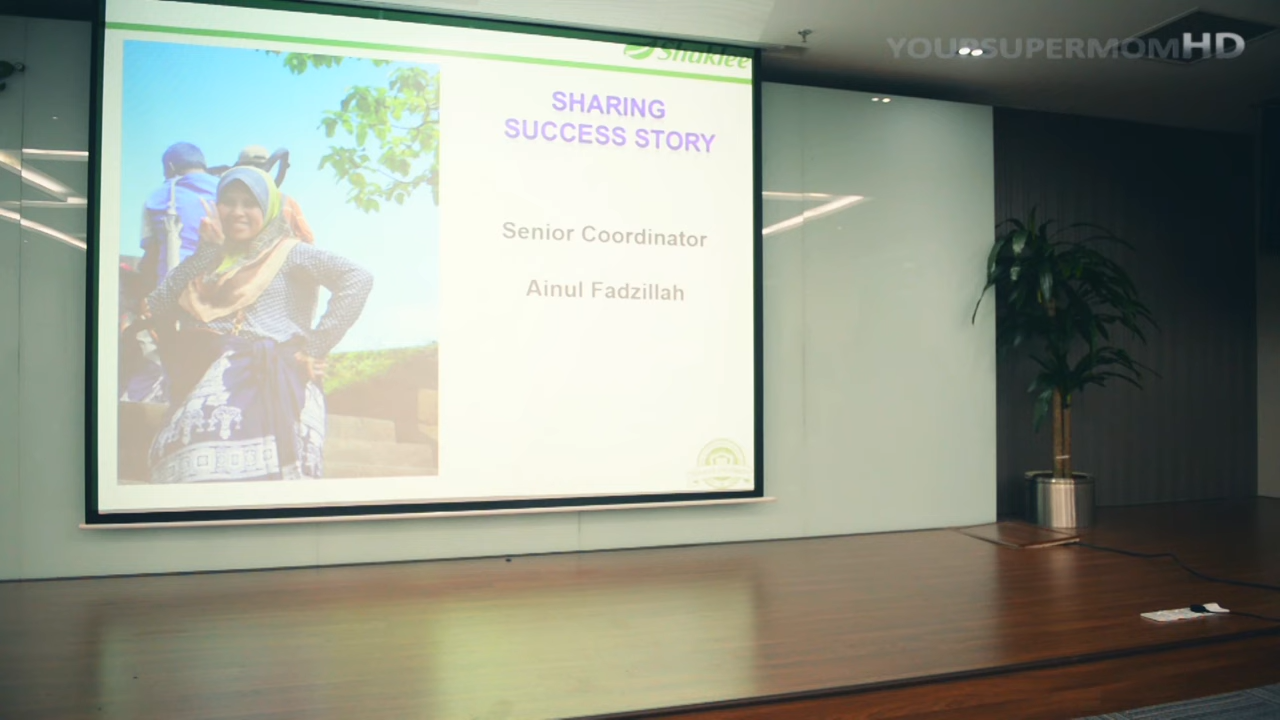 YOURSUPERMOMHD
Shaklee
SHARING
SUCCESS STORY
Senior Coordinator
Ainul Fadzillah